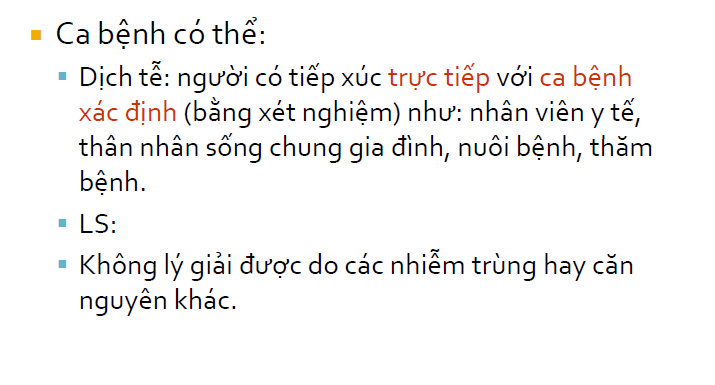 Ca bệnh có thể:
Dịch tễ: người có tiếp xúc trực tiếp với ca bệnh
xác định (bằng xét nghiệm) như: nhân viên y tế,
thân nhân sống chung gia đình, nuôi bệnh, thăm
bệnh.
LS:
Không lý giải được do các nhiễm trùng hay căn
nguyên khác.